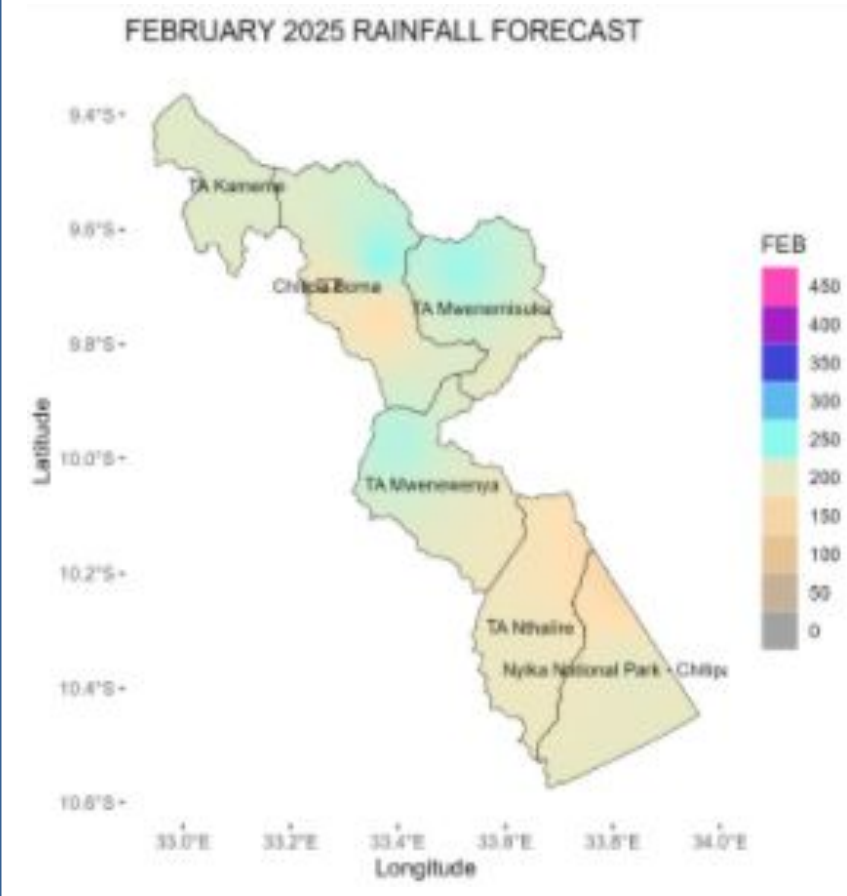 FEBRUARY 2025 RAINFALL FORECAST
9.4°S
9.6°S
9.8°S
10.0°S
10.2°S
10.4°S
10.6°S
Latitude
TA Kameme
Boma
TA Mwenemisuku
TA Mwenewenya
TA Nthalire
Nyika National Park - Chitipa
33.0°E 33.2°E 33.4°E 33.6°E 33.8°E 34.0°E
Longitude
FEB
450
400
350
300
250
200
150
100
50
0